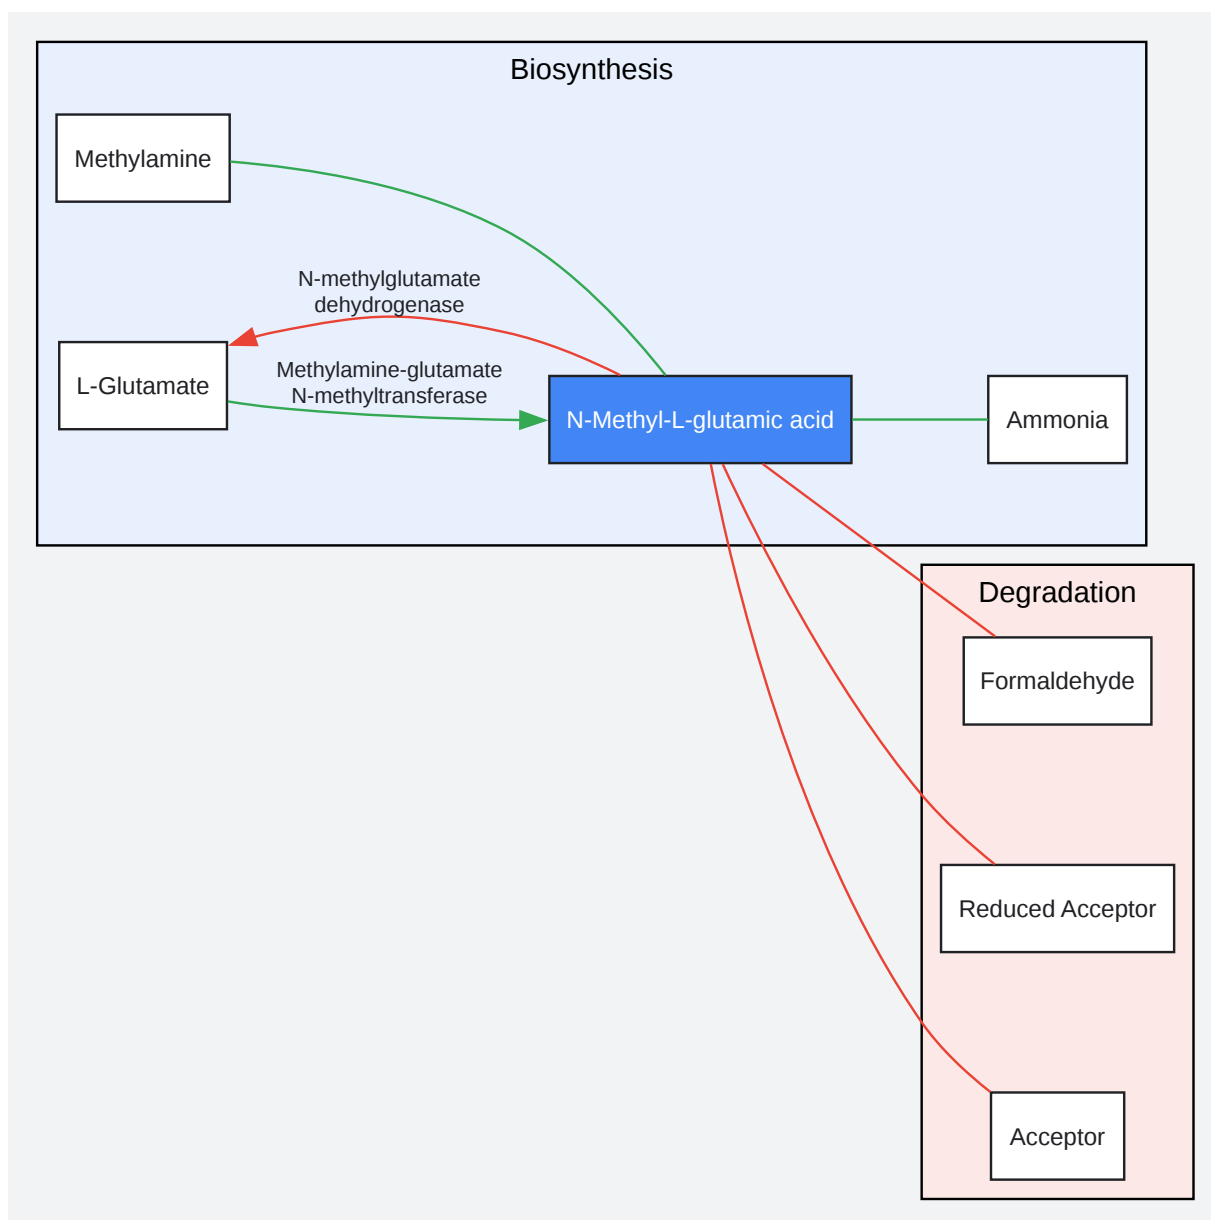 Biosynthesis
Methylamine
N-methylglutamate
dehydrogenase
L-Glutamate
Methylamine-glutamate
N-methyltransferase
N-Methyl-L-glutamic acid
Ammonia
Degradation
Formaldehyde
Reduced Acceptor
Acceptor